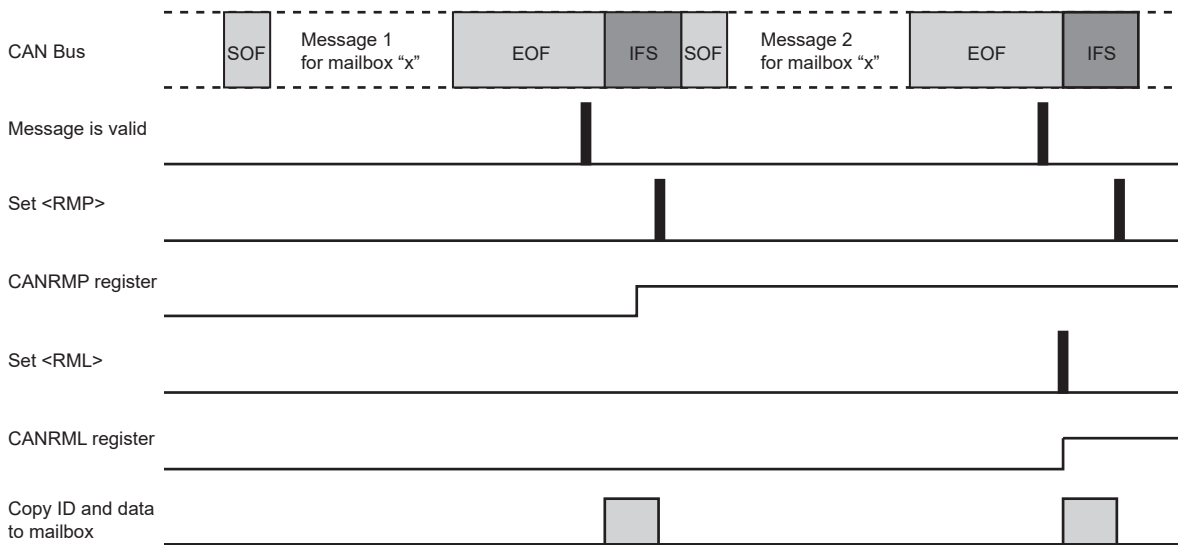 CAN Bus
SOF
Message 1
for mailbox “x”
EOF
IFS
SOF
Message 2
for mailbox “x”
EOF
IFS
Message is valid
Set <RMP>
CANRMP register
Set <RML>
CANRML register
Copy ID and data
to mailbox